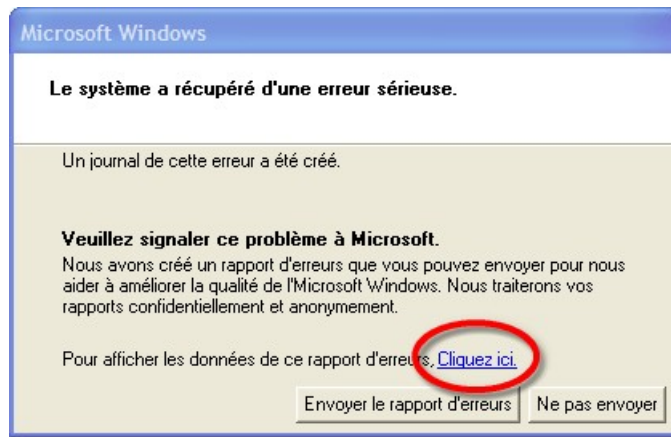 Microsoft Windows
Le système a récupéré d'une erreur sérieuse.
Un journal de cette erreur a été créé.
Veuillez signaler ce problème à Microsoft.
Nous avons créé un rapport d'erreurs que vous pouvez envoyer pour nous
aider à améliorer la qualité de l'Microsoft Windows. Nous traiterons vos
rapports confidentiellement et anonymement.
Pour afficher les données de ce rapport d'erreurs, Cliquez ici.
Envoyer le rapport d'erreurs Ne pas envoyer